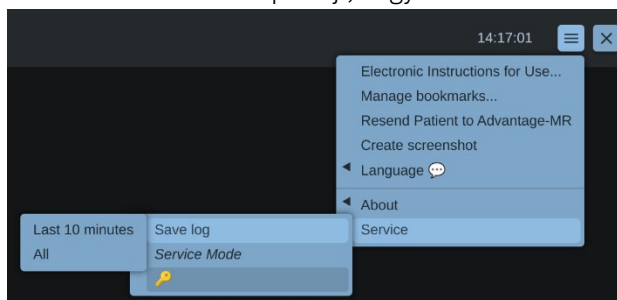 14:17:01
Electronic Instructions for Use...
Manage bookmarks...
Resend Patient to Advantage-MR
Create screenshot
Language 💬
About
Service
Save log
Service Mode
Last 10 minutes
All